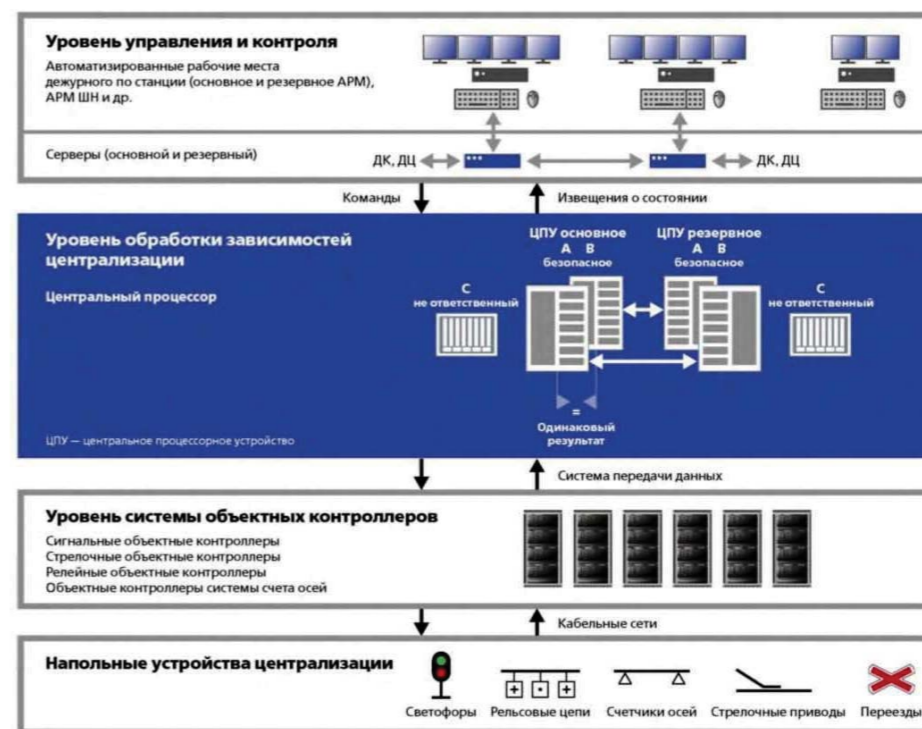 Уровень управления и контроля
Автоматизированные рабочие места
дежурного по станции (основное и резервное АРМ),
АРМ ШН и др.
Серверы (основной и резервный)
ДК, ДЦ
ДК, ДЦ
Команды
Извещения о состоянии
Уровень обработки зависимостей
централизации
Центральный процессор
ЦПУ основное
А В
безопасное
ЦПУ резервное
А В
безопасное
С
не ответственный
С
не ответственный
=
Одинаковый
результат
ЦПУ — центральное процессорное устройство
Система передачи данных
Уровень системы объектных контроллеров
Сигнальные объектные контроллеры
Стрелочные объектные контроллеры
Релейные объектные контроллеры
Объектные контроллеры системы счета осей
Кабельные сети
Напольные устройства централизации
Светофоры
Рельсовые цепи
Счетчики осей
Стрелочные приводы
Переезды